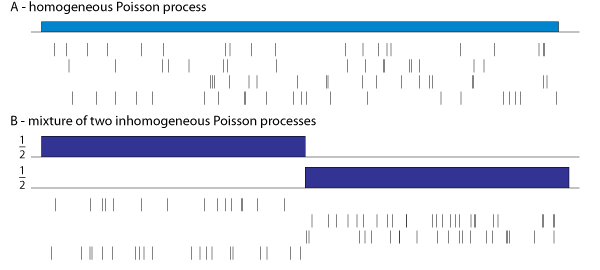 A - homogeneous Poisson process
B - mixture of two inhomogeneous Poisson processes
1/2
1/2